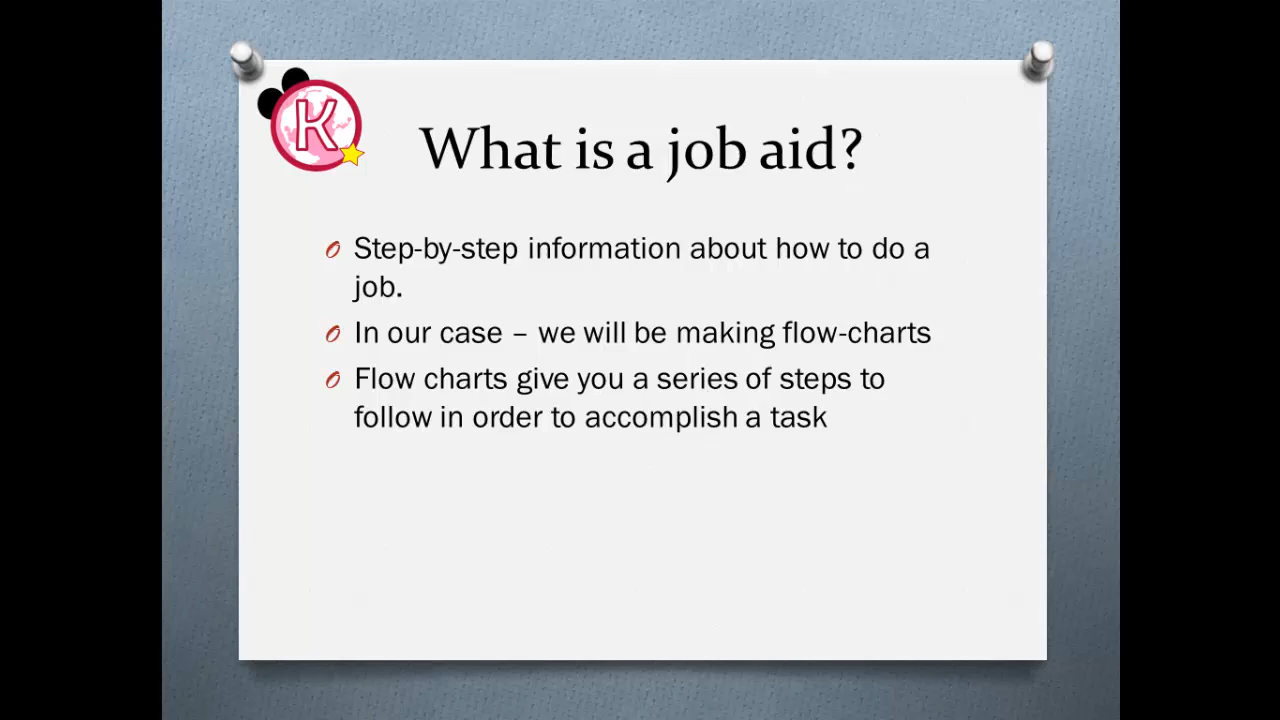 K
What is a job aid?
Step-by-step information about how to do a
job.
In our case – we will be making flow-charts
Flow charts give you a series of steps to
follow in order to accomplish a task